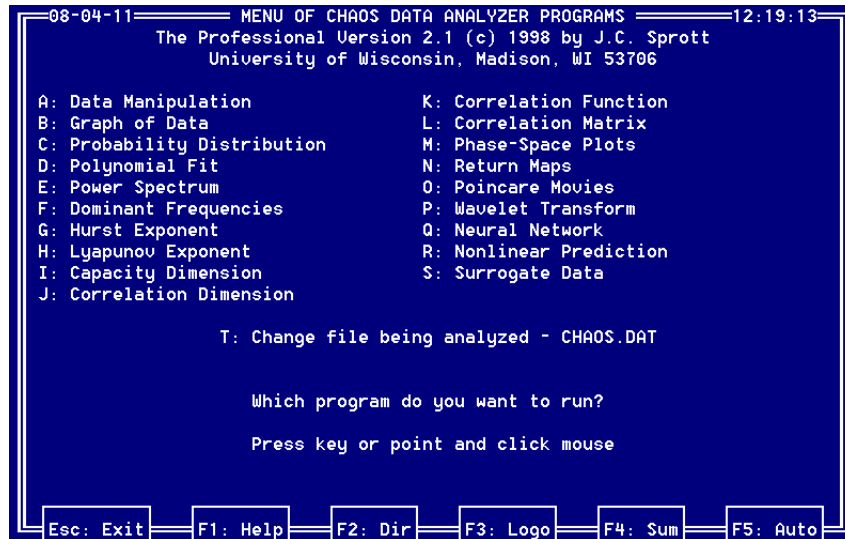 08-04-11 MENU OF CHAOS DATA ANALYZER PROGRAMS 12:19:13
The Professional Version 2.1 (c) 1998 by J.C. Sprott
University of Wisconsin, Madison, WI 53706
A: Data Manipulation K: Correlation Function
B: Graph of Data L: Correlation Matrix
C: Probability Distribution M: Phase-Space Plots
D: Polynomial Fit N: Return Maps
E: Power Spectrum O: Poincare Movies
F: Dominant Frequencies P: Wavelet Transform
G: Hurst Exponent Q: Neural Network
H: Lyapunov Exponent R: Nonlinear Prediction
I: Capacity Dimension S: Surrogate Data
J: Correlation Dimension
T: Change file being analyzed - CHAOS.DAT
Which program do you want to run?
Press key or point and click mouse
Esc: Exit F1: Help F2: Dir F3: Logo F4: Sum F5: Auto